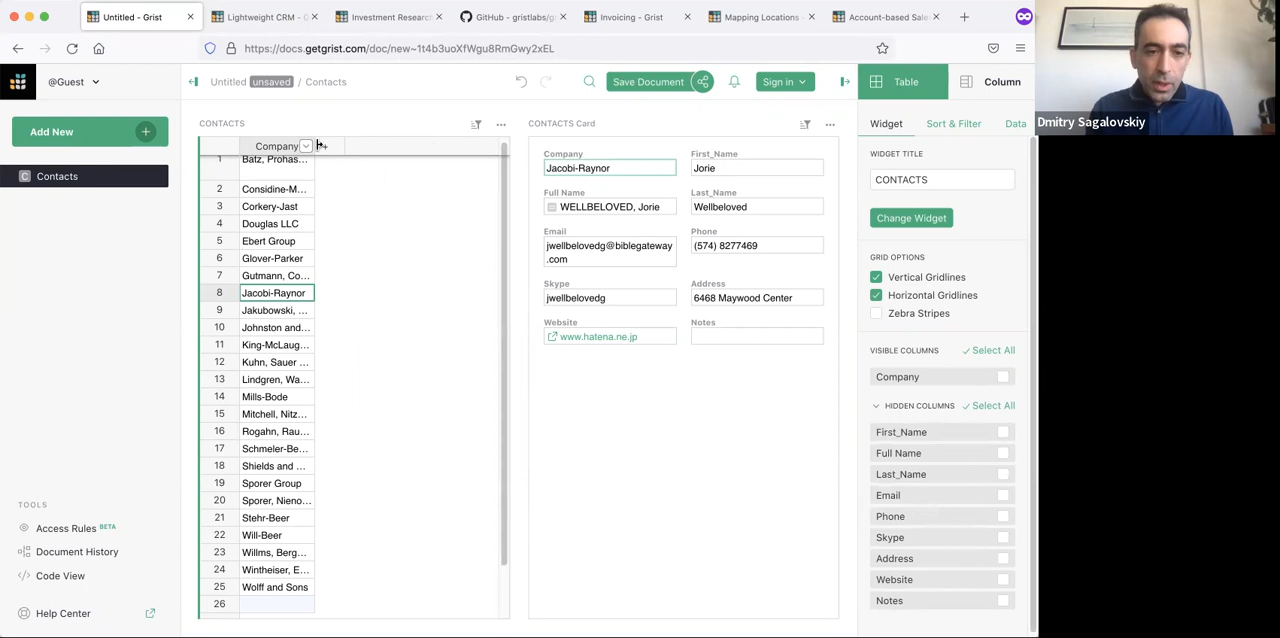 Untitled - Grist
Lightweight CRM - G
Investment Researc
GitHub - gristlabs/g
Invoicing - Grist
Mapping Locations -
Account-based Sale
https://docs.getgrist.com/doc/new~1t4b3uoXfWgu8RmGwy2xEL
@Guest
Untitled unsaved / Contacts
Save Document
Sign in
Table
Column
Dmitry Sagalovskiy
Add New
Contacts
TOOLS
Access Rules BETA
Document History
Code View
Help Center
CONTACTS
Company
1 Batz, Prohas...
2 Considine-M...
3 Corkery-Jast
4 Douglas LLC
5 Ebert Group
6 Glover-Parker
7 Gutmann, Co...
8 Jacobi-Raynor
9 Jakubowski, ...
10 Johnston and...
11 King-McLaug...
12 Kuhn, Sauer ...
13 Lindgren, Wa...
14 Mills-Bode
15 Mitchell, Nitz...
16 Rogahn, Rau...
17 Schmeler-Be...
18 Shields and ...
19 Sporer Group
20 Sporer, Nieno...
21 Stehr-Beer
22 Will-Beer
23 Willms, Berg...
24 Wintheiser, E...
25 Wolff and Sons
26
CONTACTS Card
Company First_Name
Jacobi-Raynor Jorie
Full Name Last_Name
WELLBELOVED, Jorie Wellbeloved
Email Phone
jwellbelovedg@biblegateway (574) 8277469
.com
Skype Address
jwellbelovedg 6468 Maywood Center
Website Notes
www.hatena.ne.jp
Widget Sort & Filter Data
WIDGET TITLE
CONTACTS
Change Widget
GRID OPTIONS
Vertical Gridlines
Horizontal Gridlines
Zebra Stripes
VISIBLE COLUMNS Select All
Company
HIDDEN COLUMNS Select All
First_Name
Full Name
Last_Name
Email
Phone
Skype
Address
Website
Notes